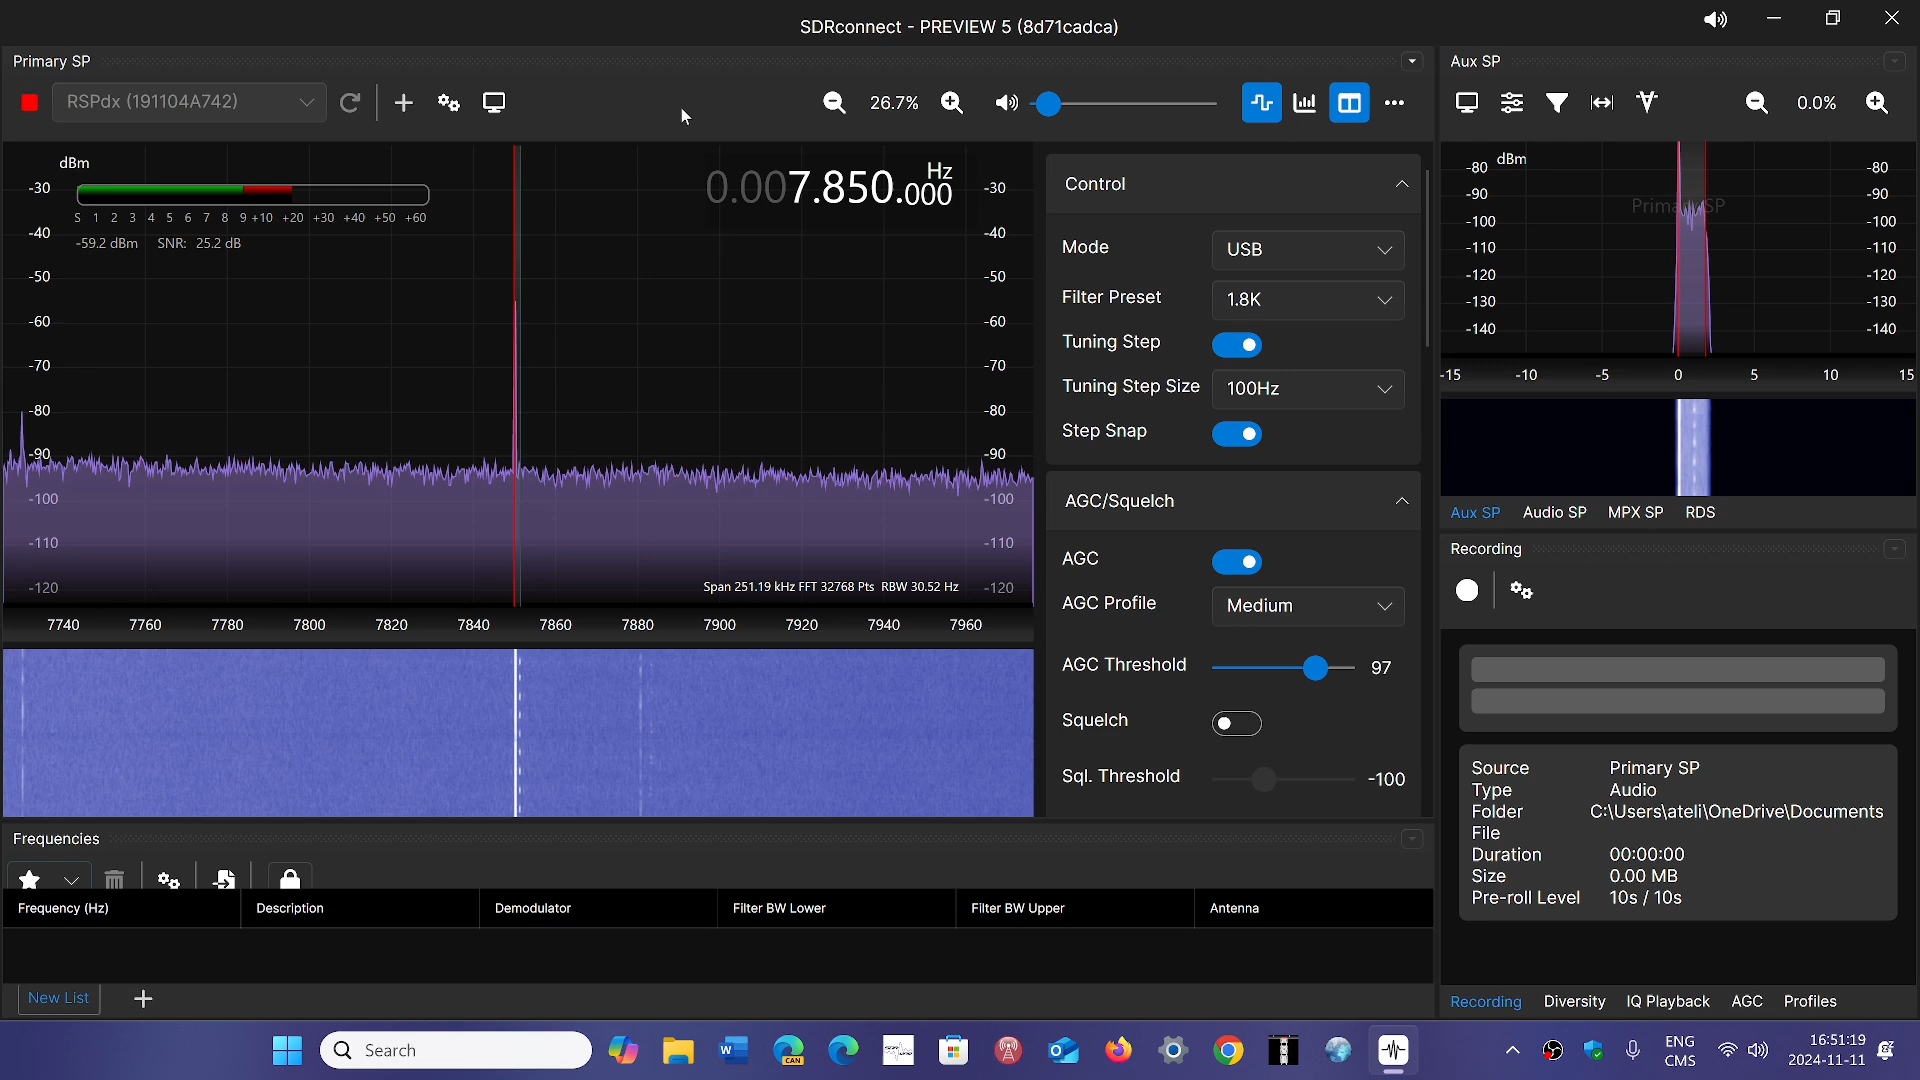 SDRconnect - PREVIEW 5 (8d71cadca)
Primary SP
RSPdx (191104A742)
26.7%
dBm
-30
-40
-50
-60
-70
-80
-90
-100
-110
-120
S 1 2 3 4 5 6 7 8 9 +10 +20 +30 +40 +50 +60
-59.2 dBm SNR: 25.2 dB
0.007.850.000
Hz
-30
-40
-50
-60
-70
-80
-90
-100
-110
-120
Span 251.19 kHz FFT 32768 Pts RBW 30.52 Hz
7740 7760 7780 7800 7820 7840 7860 7880 7900 7920 7940 7960
Control
Mode USB
Filter Preset 1.8K
Tuning Step
Tuning Step Size 100Hz
Step Snap
AGC/Squelch
AGC
AGC Profile Medium
AGC Threshold 97
Squelch
Sql. Threshold -100
Frequencies
Frequency (Hz) Description Demodulator Filter BW Lower Filter BW Upper Antenna
New List
Aux SP
0.0%
dBm
-80 -80
-90 -90
Primary SP
-100 -100
-110 -110
-120 -120
-130 -130
-140 -140
-15 -10 -5 0 5 10 15
Aux SP Audio SP MPX SP RDS
Recording
Source Primary SP
Type Audio
Folder C:\Users\ateli\OneDrive\Documents
File
Duration 00:00:00
Size 0.00 MB
Pre-roll Level 10s / 10s
Recording Diversity IQ Playback AGC Profiles
Search
W
CAN
ENG
CMS
16:51:19
2024-11-11